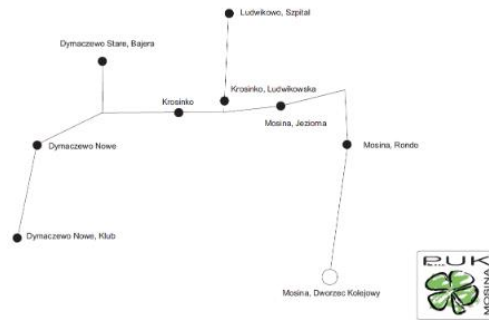 Ludwikowo, Szpital
Dymaczewo Stare, Bajera
Krosinko, Ludwikowska
Krosinko
Mosina, Jeziorna
Dymaczewo Nowe
Mosina, Rondo
Dymaczewo Nowe, Klub
Mosina, Dworzec Kolejowy
P.U.K
MOSINA